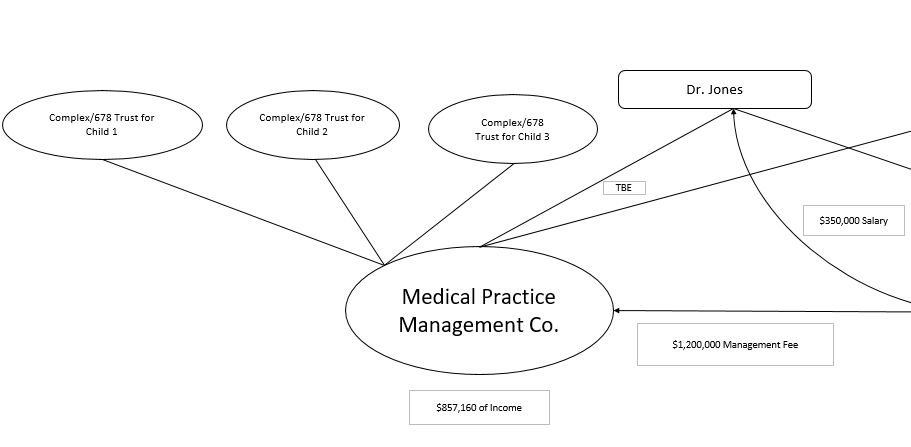 Dr. Jones
Complex/678 Trust for
Child 1
Complex/678 Trust for
Child 2
Complex/678
Trust for Child 3
TBE
$350,000 Salary
Medical Practice
Management Co.
$1,200,000 Management Fee
$857,160 of Income